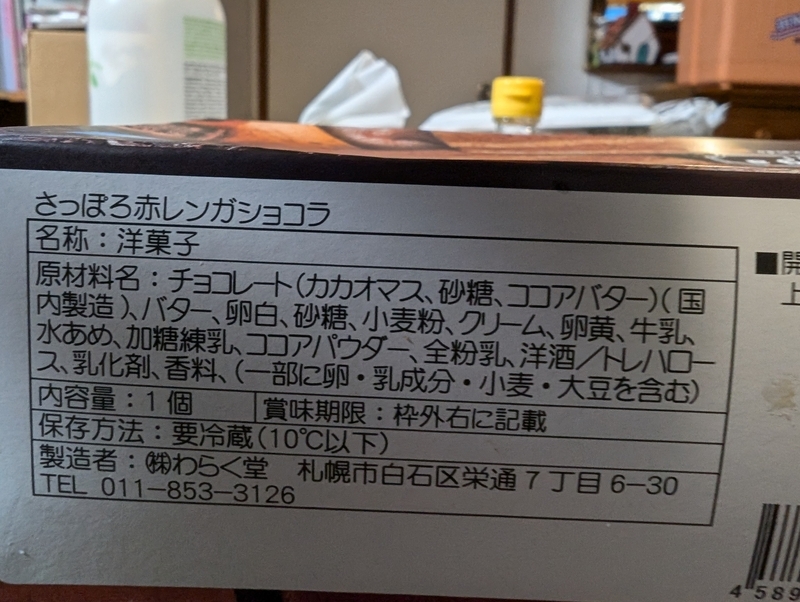 さっぽろ赤レンガショコラ
名称：洋菓子
原材料名：チョコレート(カカオマス、砂糖、ココアバター)(国
内製造)、バター、卵白、砂糖、小麦粉、クリーム、卵黄、牛乳、
水あめ、加糖練乳、ココアパウダー、全粉乳、洋酒／トレハロー
ス、乳化剤、香料、(一部に卵・乳成分・小麦・大豆を含む)
内容量：1個 賞味期限：枠外右に記載
保存方法：要冷蔵(10℃以下)
製造者：㈱わらく堂 札幌市白石区栄通7丁目6−30
TEL 011−853−3126
■開
上
4 589